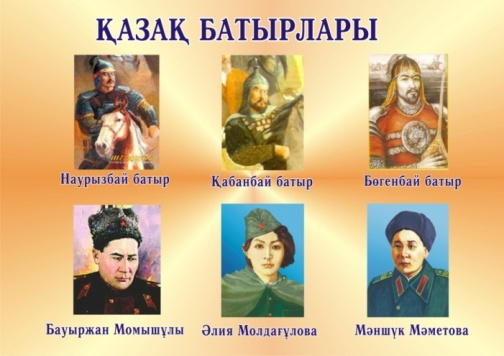 ҚАЗАҚ БАТЫРЛАРЫ
Наурызбай батыр
Қабанбай батыр
Бөгенбай батыр
Бауыржан Момышұлы
Әлия Молдағұлова
Мәншүк Мәметова